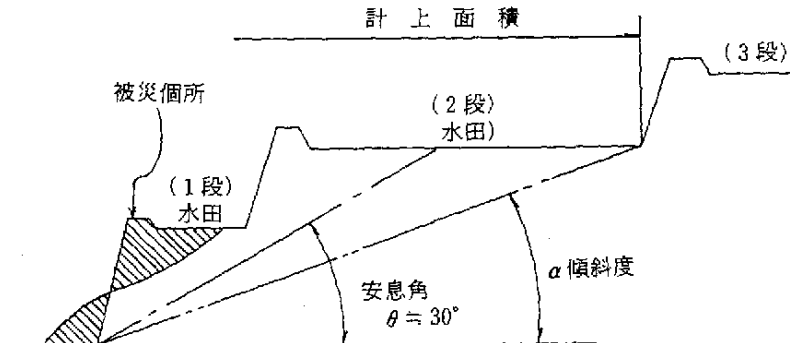 計上面積
(3段)
被災個所
(2段)
水田)
(1段)
水田
α傾斜度
安息角
θ≒30°